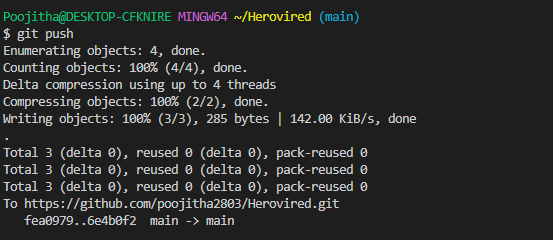 Poojitha@DESKTOP-CFKNIRE MINGW64 ~/Herovired (main)
$ git push
Enumerating objects: 4, done.
Counting objects: 100% (4/4), done.
Delta compression using up to 4 threads
Compressing objects: 100% (2/2), done.
Writing objects: 100% (3/3), 285 bytes | 142.00 KiB/s, done
.
Total 3 (delta 0), reused 0 (delta 0), pack-reused 0
Total 3 (delta 0), reused 0 (delta 0), pack-reused 0
Total 3 (delta 0), reused 0 (delta 0), pack-reused 0
To https://github.com/poojitha2803/Herovired.git
   fea0979..6e4b0f2  main -> main